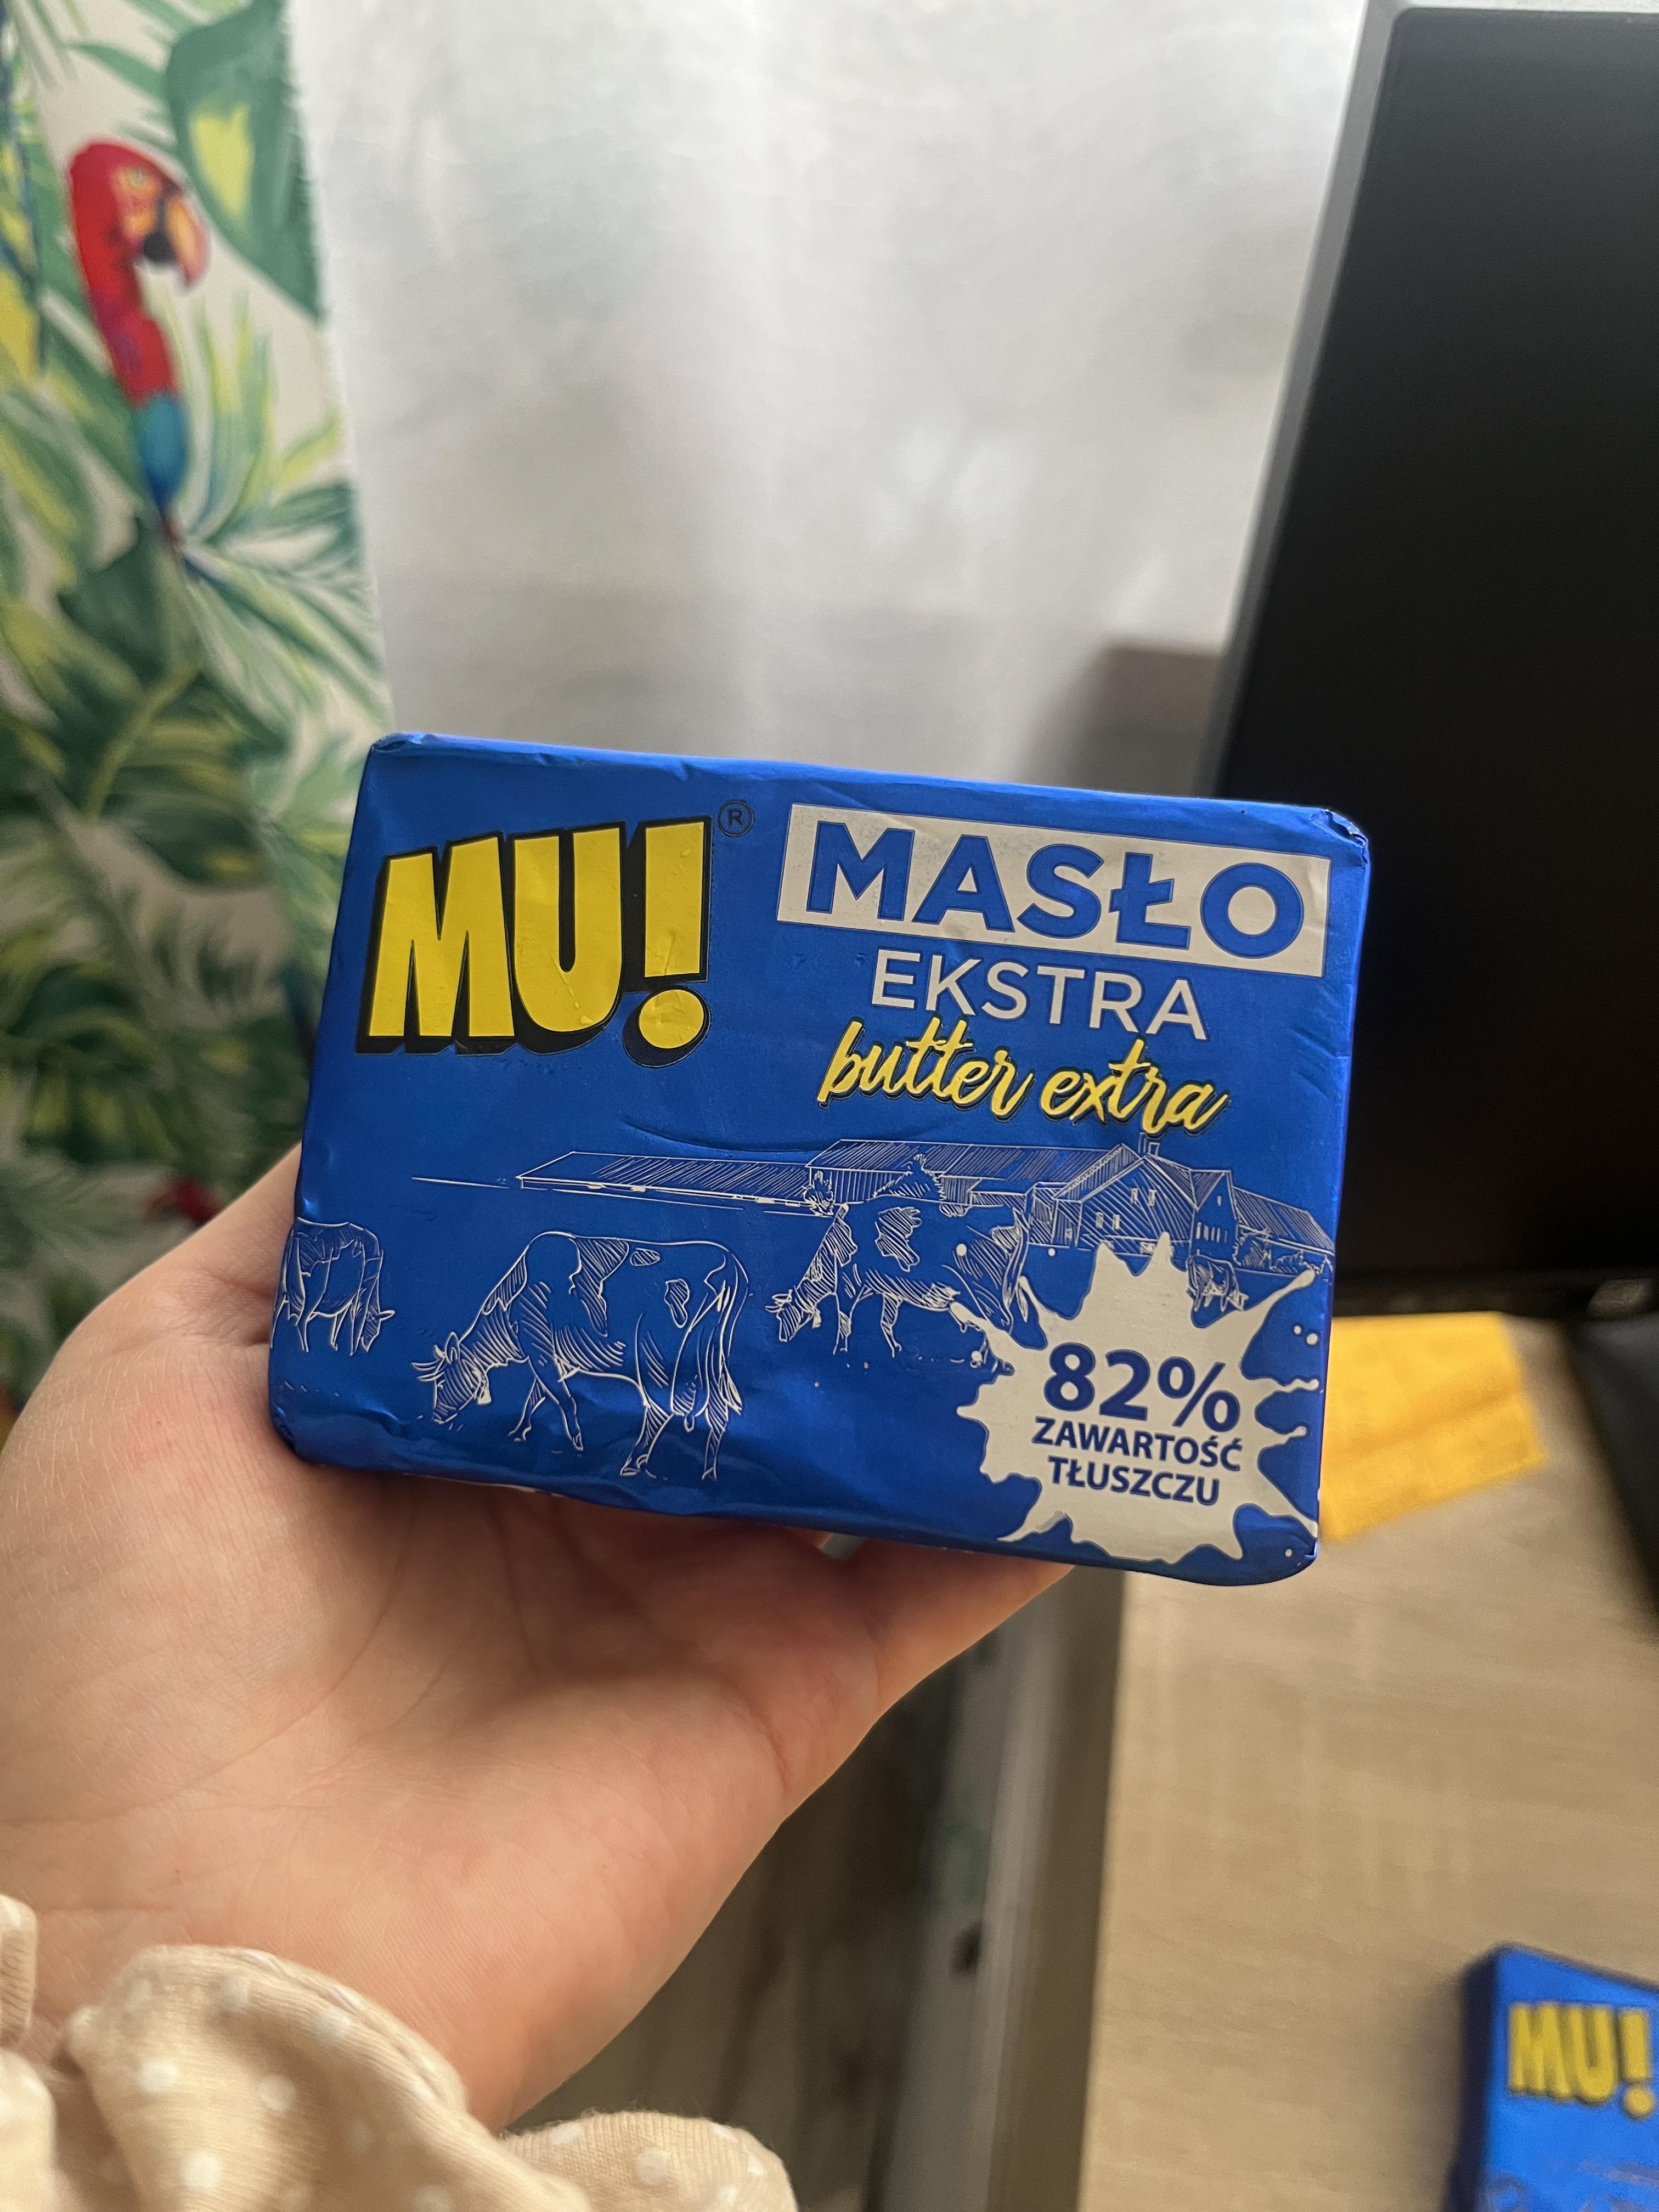 MU!®
MASŁO
EKSTRA
butter extra
82%
ZAWARTOŚĆ
TŁUSZCZU
MU!